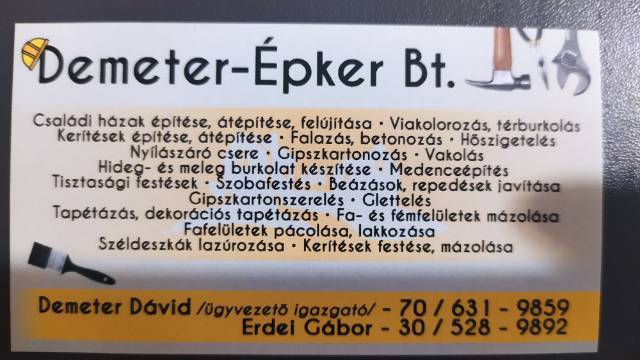 Demeter-Épker Bt.
Családi házak építése, átépítése, felújítása • Viakolorozás, térburkolás
Kerítések építése, átépítése • Falazás, betonozás • Hőszigetelés
Nyílászáró csere • Gipszkartonozás • Vakolás
Hideg- és meleg burkolat készítése • Medenceépítés
Tisztasági festések • Szobafestés • Beázások, repedések javítása
Gipszkartonszerelés • Glettelés
Tapétázás, dekorációs tapétázás • Fa- és fémfelületek mázolása
Fafelületek pácolása, lakkozása
Széldeszkák lazúrozása • Kerítések festése, mázolása
Demeter Dávid /ügyvezető igazgató/ - 70 / 631 - 9859
Erdei Gábor - 30 / 528 - 9892